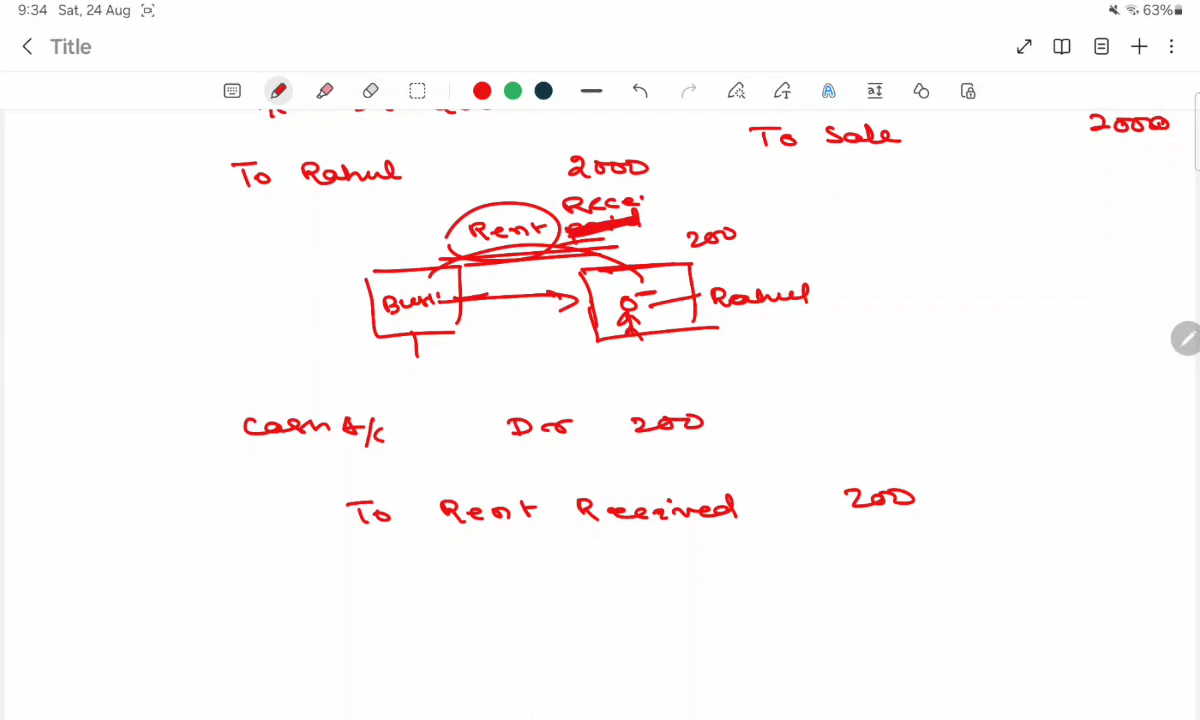 9:34 Sat, 24 Aug 63%
Title
To Sale 2000
To Rahul 2000
Rent Recei
200
Busi Rahul
Cash A/c Dr 200
To Rent Received 200